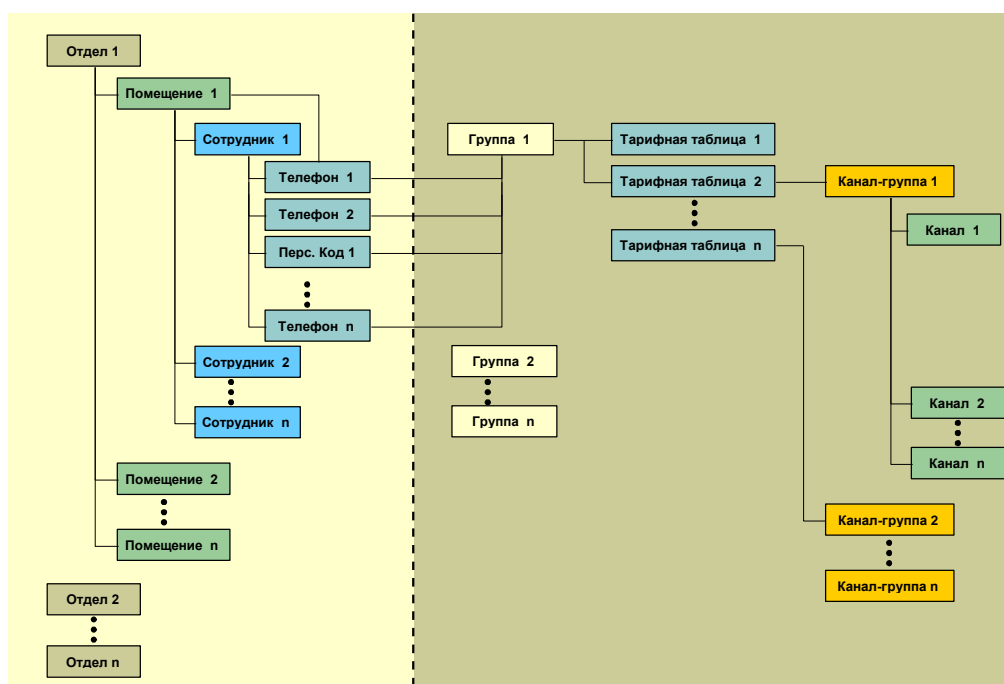 Отдел 1
Помещение 1
Сотрудник 1
Телефон 1
Телефон 2
Перс. Код 1
Телефон n
Сотрудник 2
Сотрудник n
Помещение 2
Помещение n
Отдел 2
Отдел n
Группа 1
Группа 2
Группа n
Тарифная таблица 1
Тарифная таблица 2
Тарифная таблица n
Канал-группа 1
Канал 1
Канал 2
Канал n
Канал-группа 2
Канал-группа n